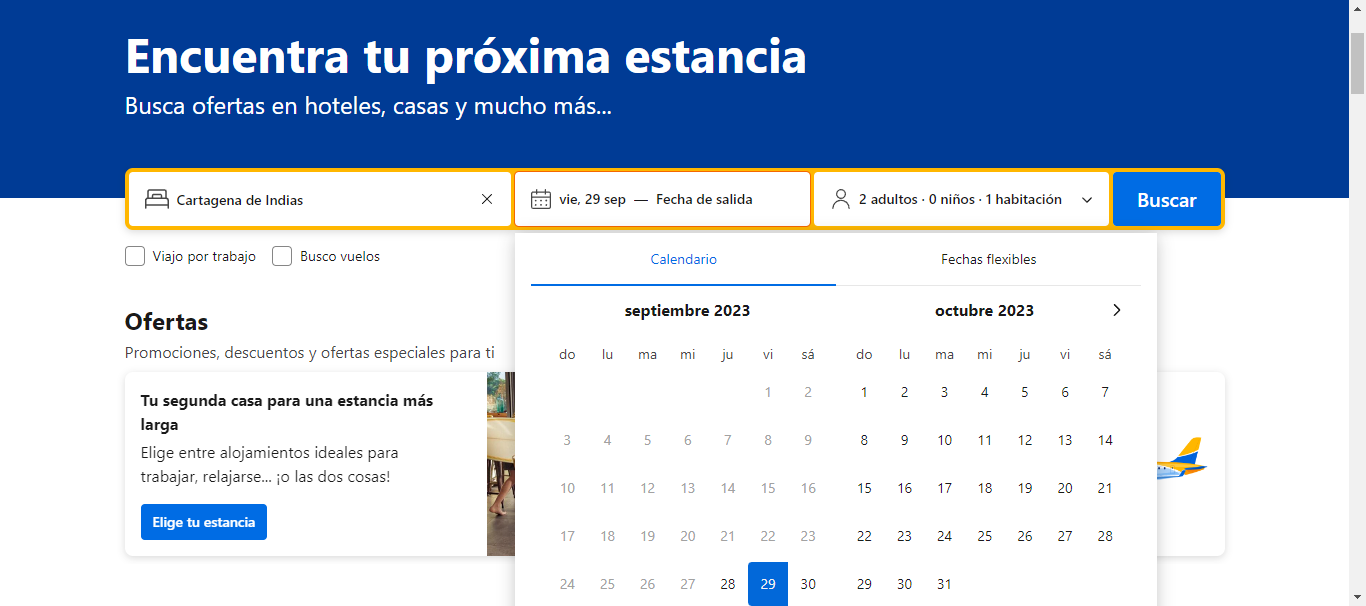 Encuentra tu próxima estancia
Busca ofertas en hoteles, casas y mucho más...
Cartagena de Indias
vie, 29 sep — Fecha de salida
2 adultos · 0 niños · 1 habitación
Buscar
Viajo por trabajo
Busco vuelos
Calendario
Fechas flexibles
Ofertas
Promociones, descuentos y ofertas especiales para ti
Tu segunda casa para una estancia más
larga
Elige entre alojamientos ideales para
trabajar, relajarse... ¡o las dos cosas!
Elige tu estancia
septiembre 2023
do lu ma mi ju vi sá
1 2
3 4 5 6 7 8 9
10 11 12 13 14 15 16
17 18 19 20 21 22 23
24 25 26 27 28 29 30
octubre 2023
do lu ma mi ju vi sá
1 2 3 4 5 6 7
8 9 10 11 12 13 14
15 16 17 18 19 20 21
22 23 24 25 26 27 28
29 30 31